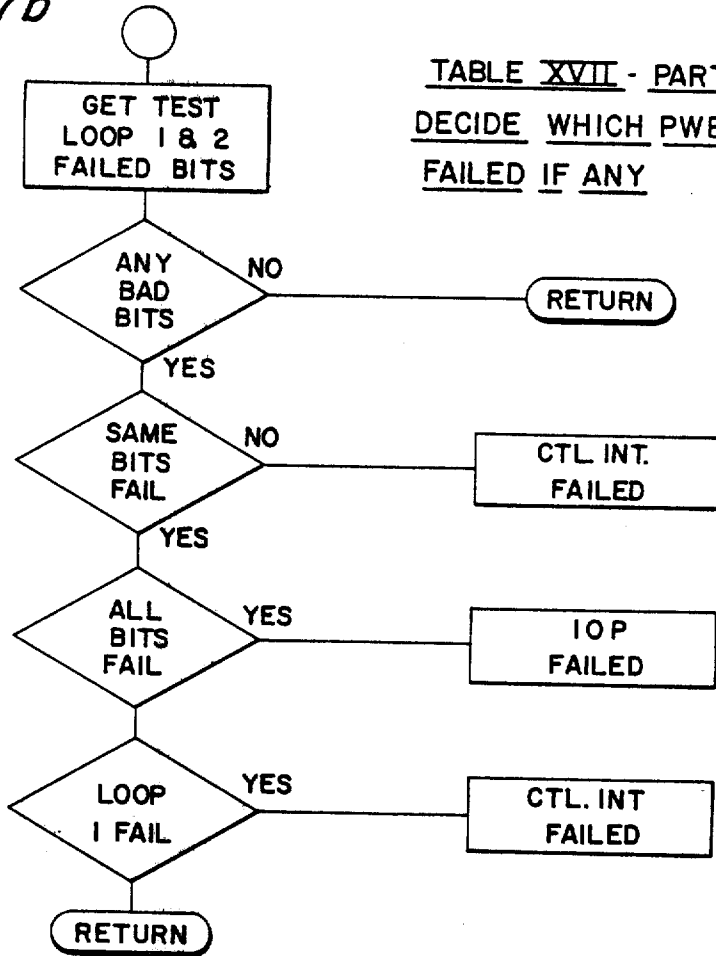 7b
TABLE XVII - PART
DECIDE WHICH PWB
FAILED IF ANY
GET TEST
LOOP 1 & 2
FAILED BITS
ANY
BAD
BITS
NO
RETURN
YES
SAME
BITS
FAIL
NO
CTL. INT.
FAILED
YES
ALL
BITS
FAIL
YES
IOP
FAILED
LOOP
1 FAIL
YES
CTL. INT
FAILED
RETURN